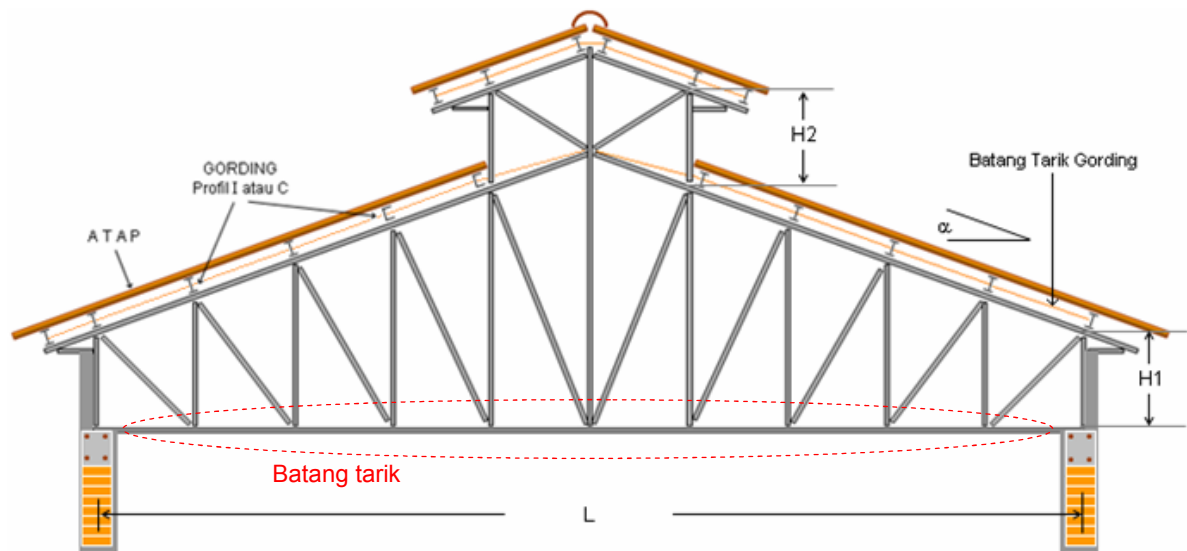 H2
GORDING
Profil I atau C
Batang Tarik Gording
A T A P
α
H1
Batang tarik
L